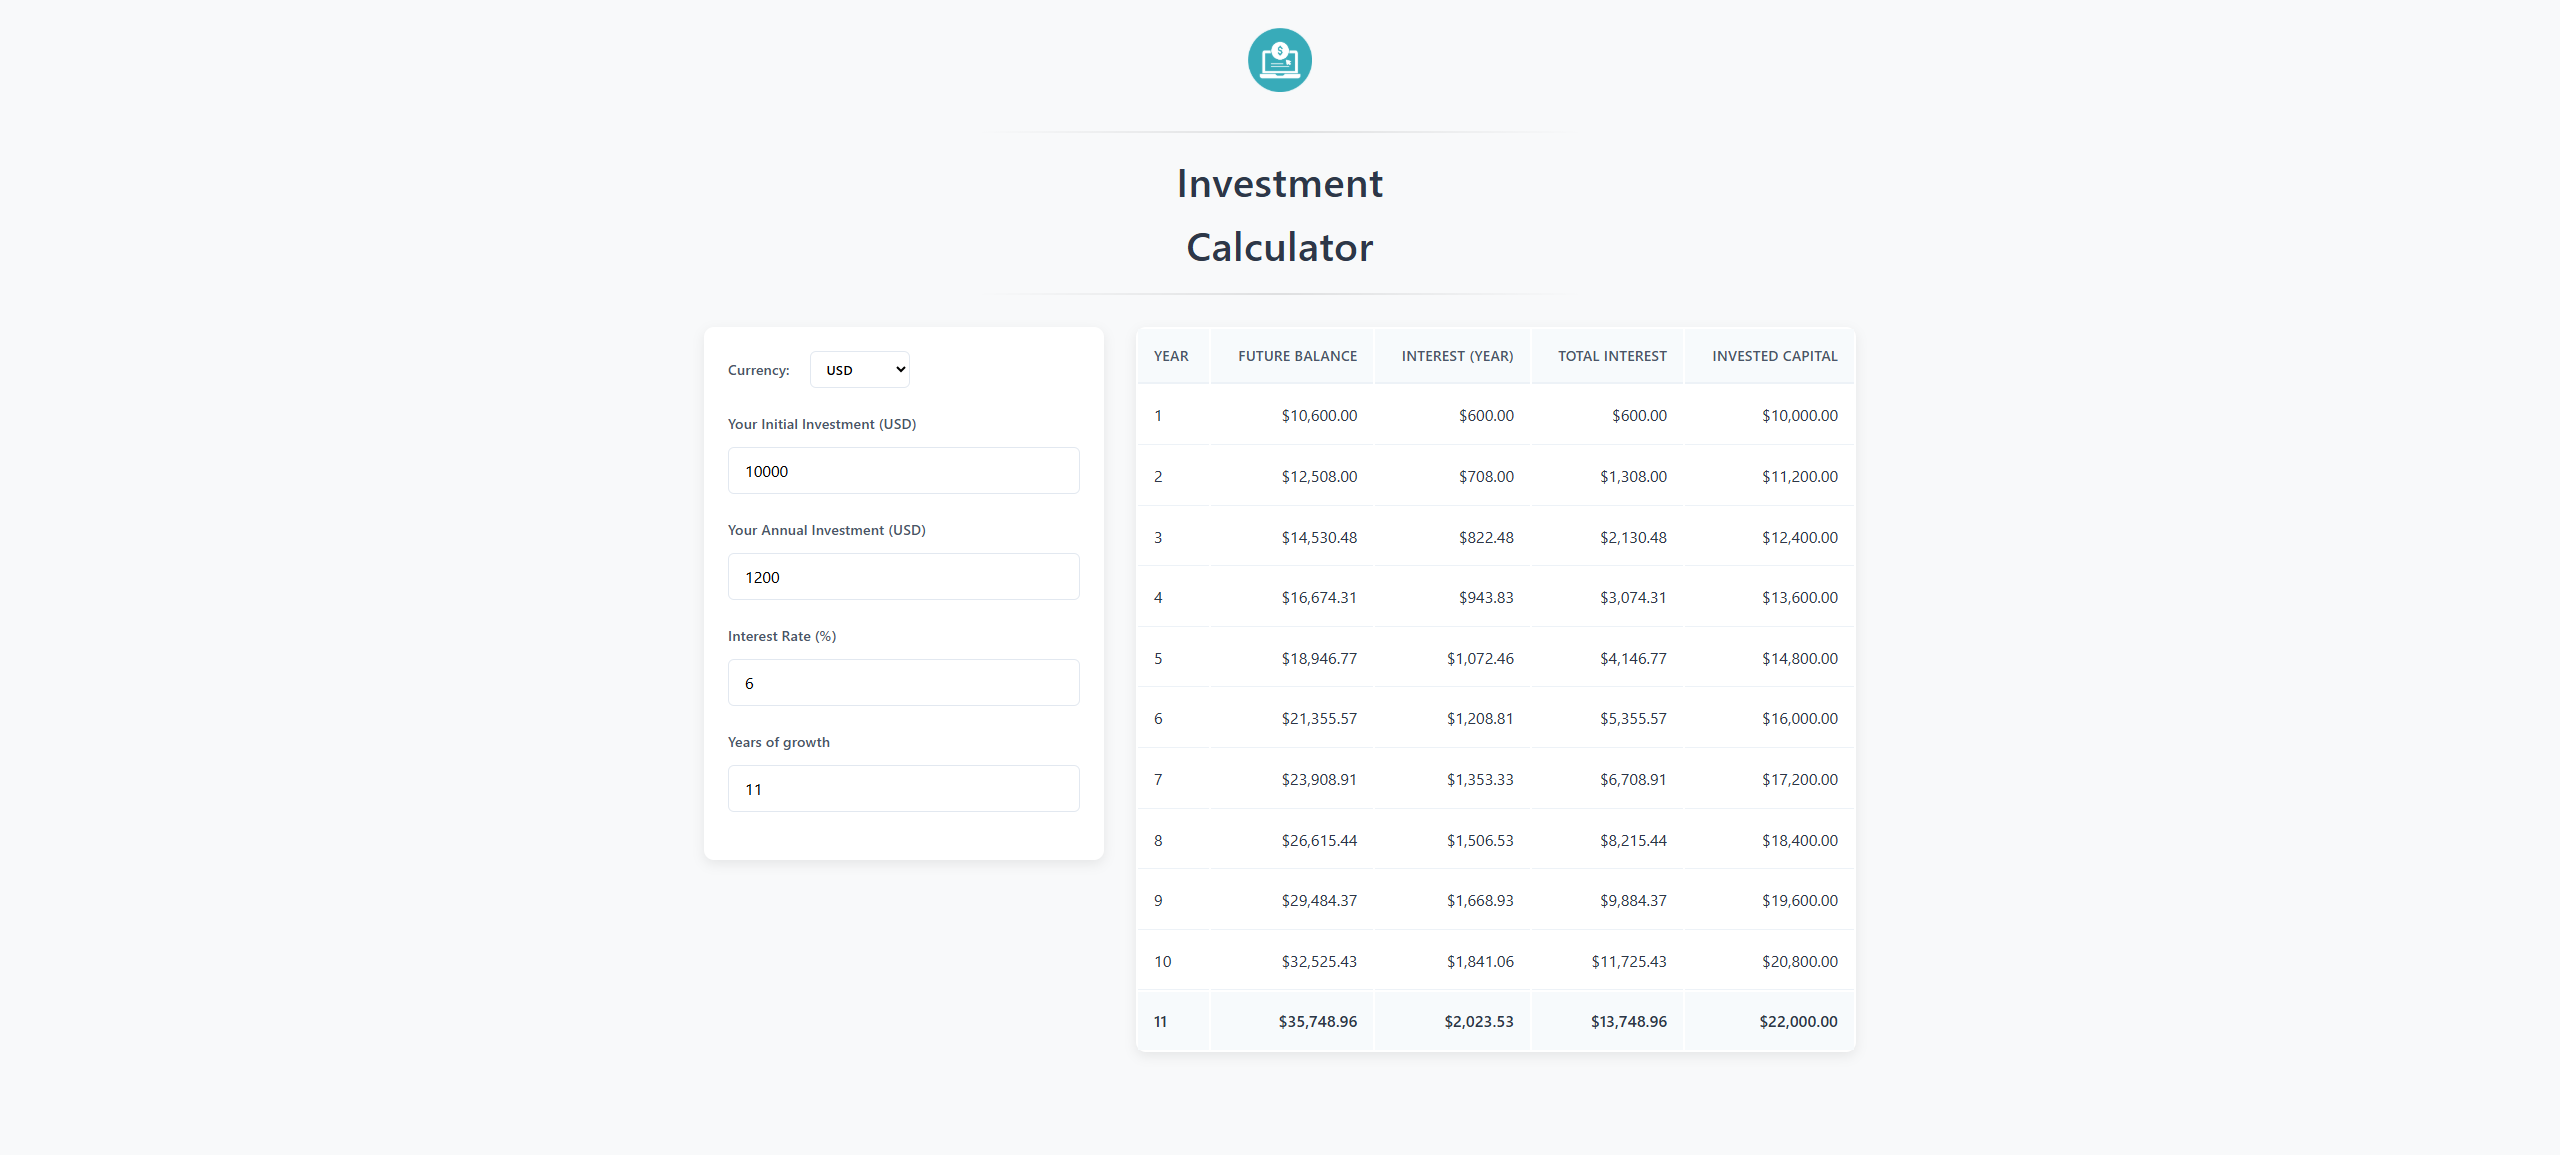 $
Investment
Calculator
Currency: USD
Your Initial Investment (USD)
10000
Your Annual Investment (USD)
1200
Interest Rate (%)
6
Years of growth
11
YEAR FUTURE BALANCE INTEREST (YEAR) TOTAL INTEREST INVESTED CAPITAL
1 $10,600.00 $600.00 $600.00 $10,000.00
2 $12,508.00 $708.00 $1,308.00 $11,200.00
3 $14,530.48 $822.48 $2,130.48 $12,400.00
4 $16,674.31 $943.83 $3,074.31 $13,600.00
5 $18,946.77 $1,072.46 $4,146.77 $14,800.00
6 $21,355.57 $1,208.81 $5,355.57 $16,000.00
7 $23,908.91 $1,353.33 $6,708.91 $17,200.00
8 $26,615.44 $1,506.53 $8,215.44 $18,400.00
9 $29,484.37 $1,668.93 $9,884.37 $19,600.00
10 $32,525.43 $1,841.06 $11,725.43 $20,800.00
11 $35,748.96 $2,023.53 $13,748.96 $22,000.00